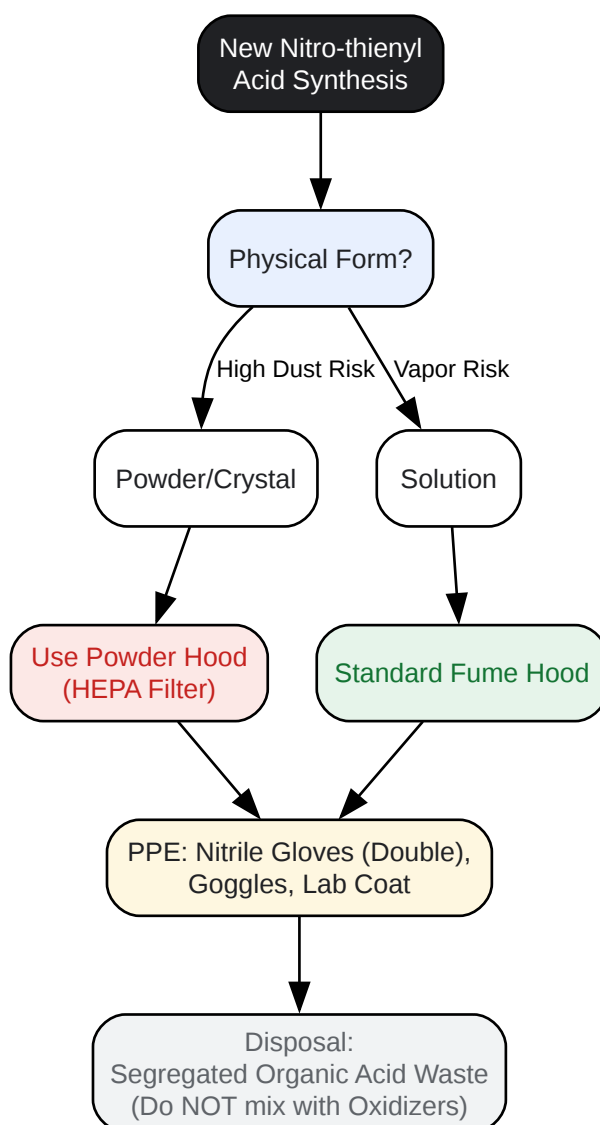 New Nitro-thienyl
Acid Synthesis
Physical Form?
High Dust Risk
Vapor Risk
Powder/Crystal
Solution
Use Powder Hood
(HEPA Filter)
Standard Fume Hood
PPE: Nitrile Gloves (Double),
Goggles, Lab Coat
Disposal:
Segregated Organic Acid Waste
(Do NOT mix with Oxidizers)